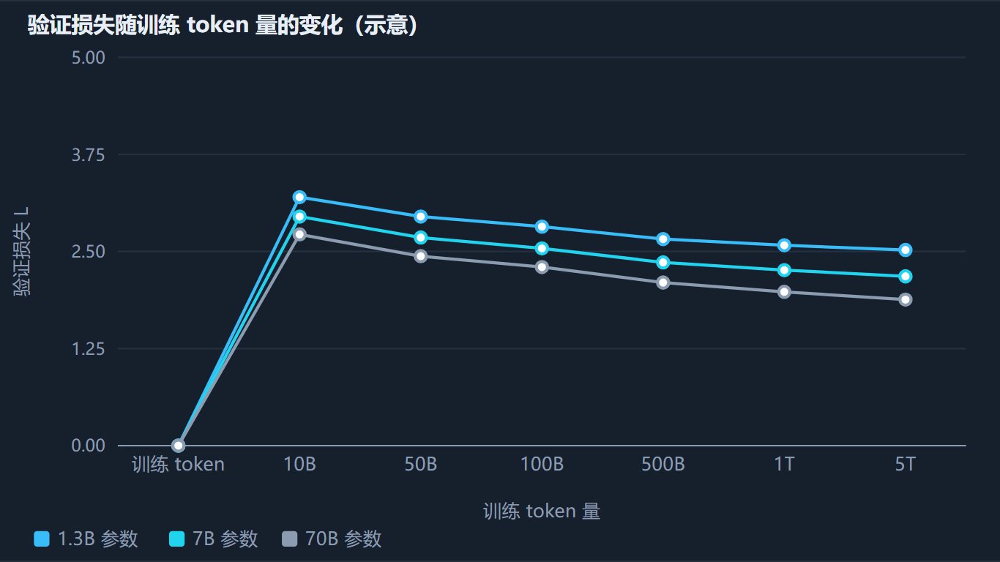 验证损失随训练 token 量的变化（示意）
5.00
3.75
2.50
1.25
0.00
验证损失 L
训练 token 10B 50B 100B 500B 1T 5T
训练 token 量
1.3B 参数 7B 参数 70B 参数